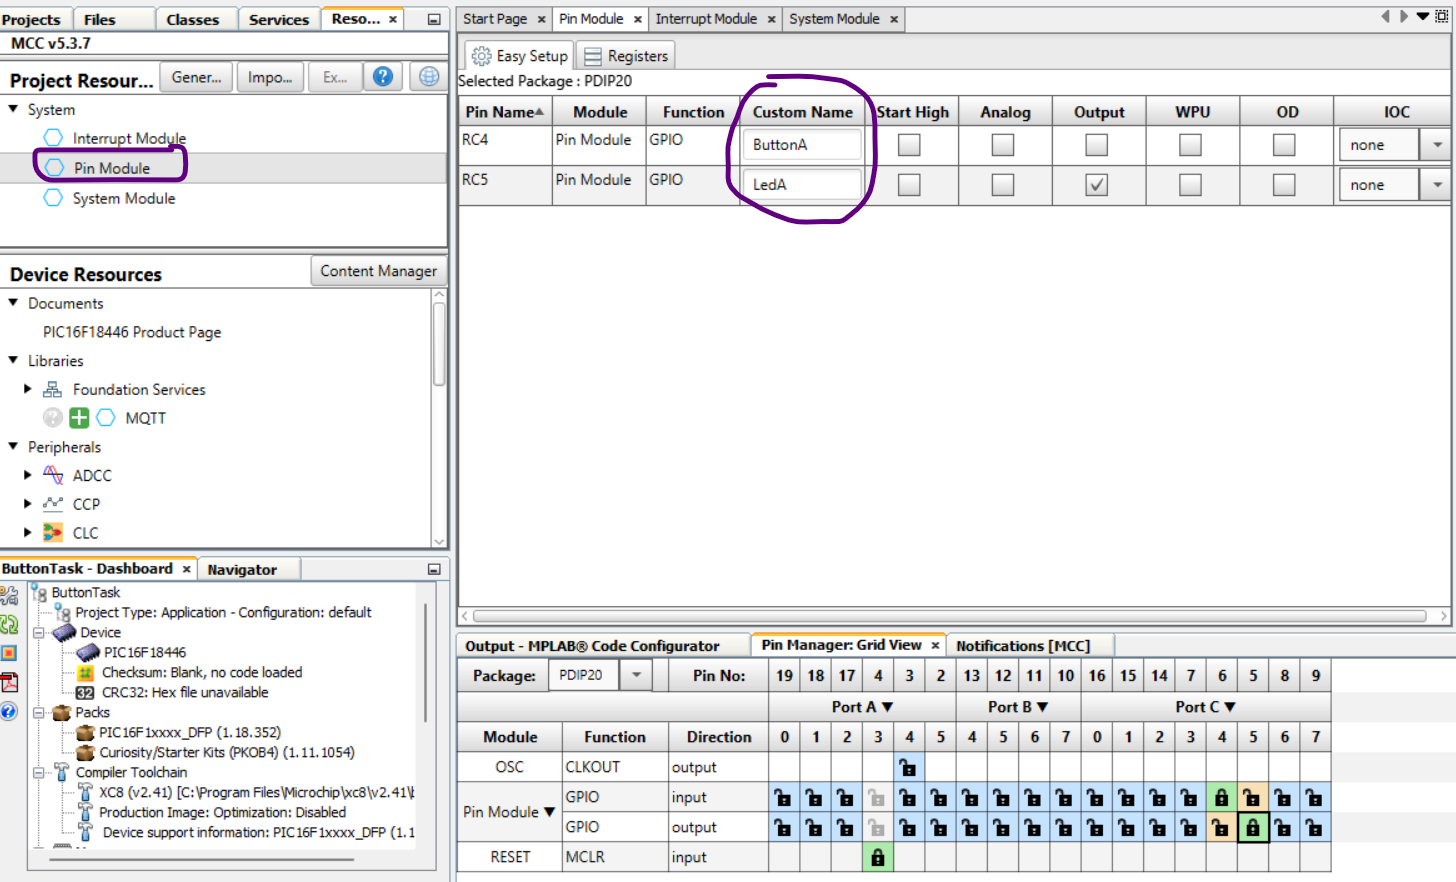 Projects Files Classes Services Reso... ×
MCC v5.3.7
Project Resour... Gener... Impo... Ex... ?
System
Interrupt Module
Pin Module
System Module
Device Resources Content Manager
Documents
PIC16F18446 Product Page
Libraries
Foundation Services
MQTT
Peripherals
ADCC
CCP
CLC
ButtonTask - Dashboard × Navigator
ButtonTask
Project Type: Application - Configuration: default
Device
PIC16F18446
Checksum: Blank, no code loaded
32 CRC32: Hex file unavailable
Packs
PIC16F1xxxx_DFP (1.18.352)
Curiosity/Starter Kits (PKOB4) (1.11.1054)
Compiler Toolchain
XC8 (v2.41) [C:\Program Files\Microchip\xc8\v2.41\b
Production Image: Optimization: Disabled
Device support information: PIC16F1xxxx_DFP (1.1
Start Page × Pin Module × Interrupt Module × System Module ×
Easy Setup Registers
Selected Package : PDIP20
Pin Name Module Function Custom Name Start High Analog Output WPU OD IOC
RC4 Pin Module GPIO ButtonA none
RC5 Pin Module GPIO LedA none
Output - MPLAB® Code Configurator Pin Manager: Grid View × Notifications [MCC]
Package: PDIP20 Pin No: 19 18 17 4 3 2 13 12 11 10 16 15 14 7 6 5 8 9
Port A ▼ Port B ▼ Port C ▼
Module Function Direction 0 1 2 3 4 5 4 5 6 7 0 1 2 3 4 5 6 7
OSC CLKOUT output
Pin Module ▼ GPIO input
GPIO output
RESET MCLR input